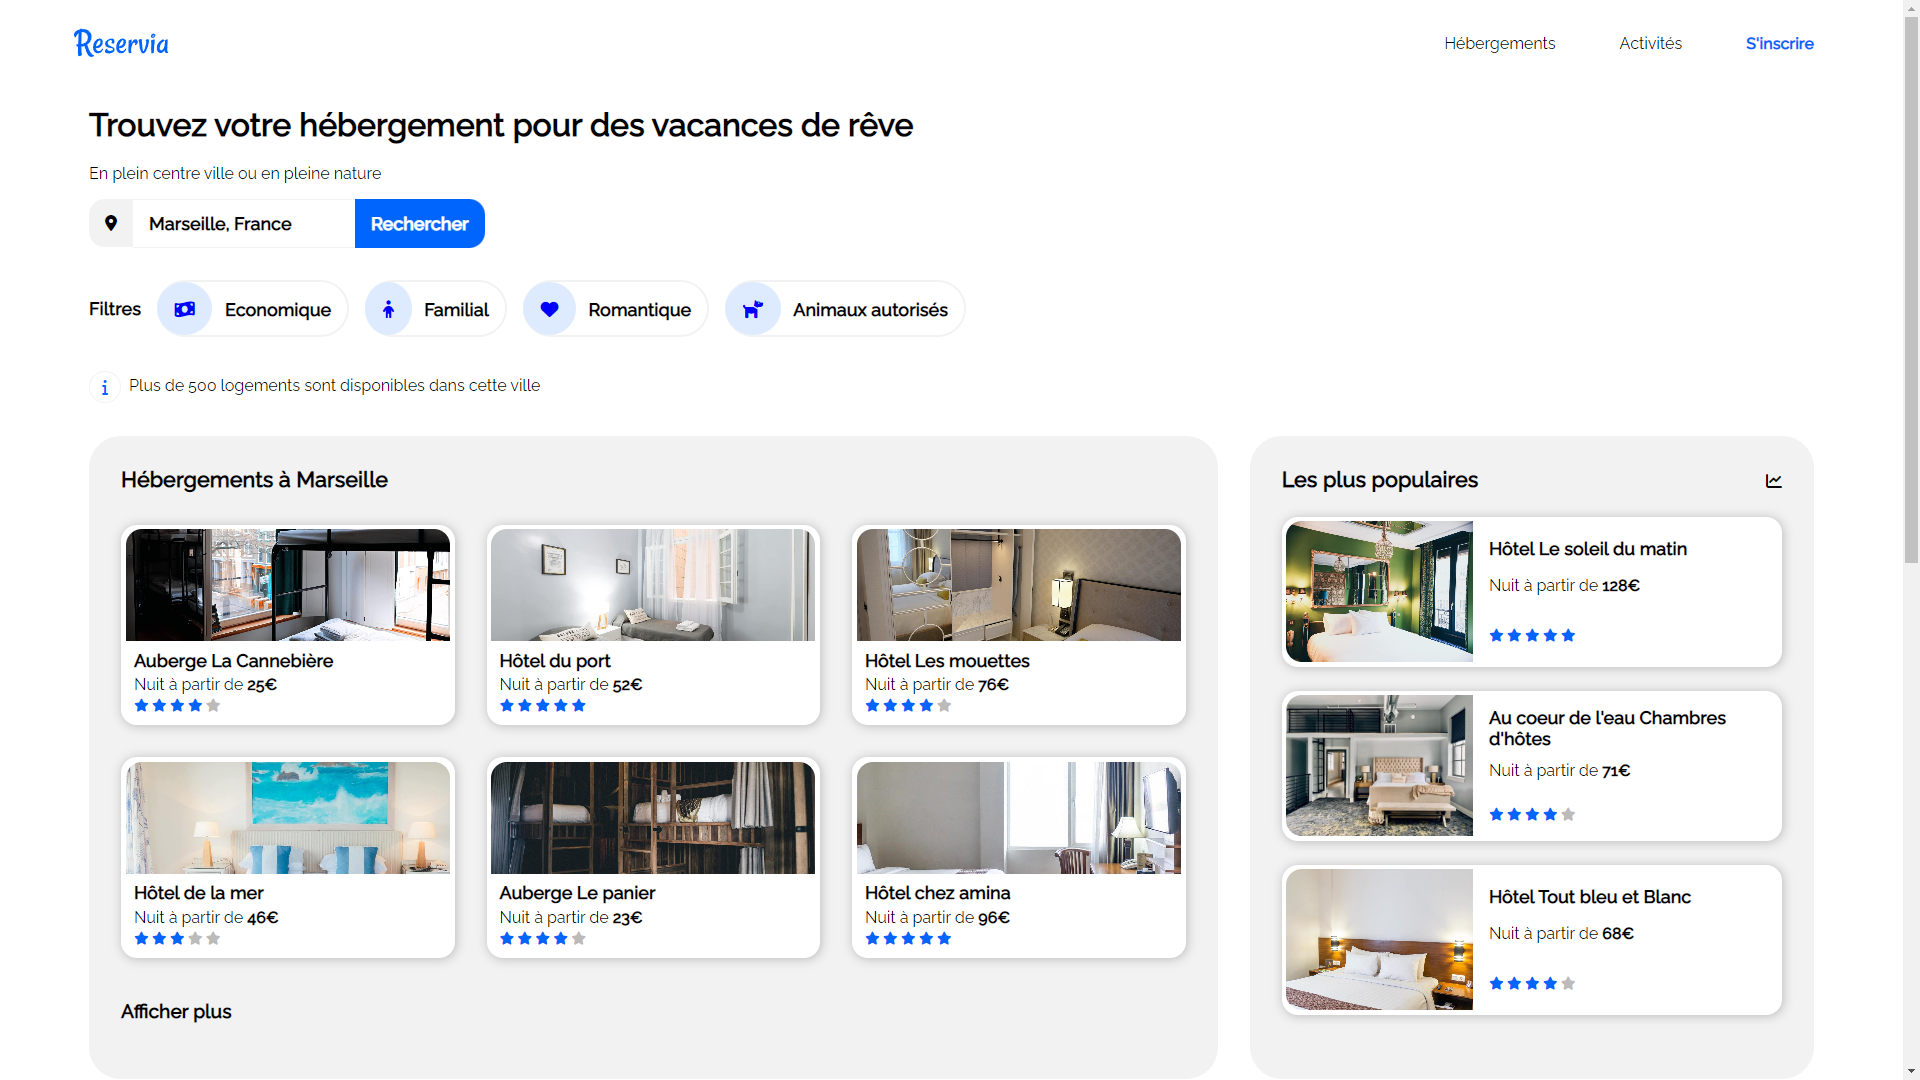 Reservia
Hébergements
Activités
S'inscrire
Trouvez votre hébergement pour des vacances de rêve
En plein centre ville ou en pleine nature
Marseille, France
Rechercher
Filtres
Economique
Familial
Romantique
Animaux autorisés
Plus de 500 logements sont disponibles dans cette ville
Hébergements à Marseille
Auberge La Cannebière
Nuit à partir de 25€
Hôtel du port
Nuit à partir de 52€
Hôtel Les mouettes
Nuit à partir de 76€
Hôtel de la mer
Nuit à partir de 46€
Auberge Le panier
Nuit à partir de 23€
Hôtel chez amina
Nuit à partir de 96€
Afficher plus
Les plus populaires
Hôtel Le soleil du matin
Nuit à partir de 128€
Au coeur de l'eau Chambres
d'hôtes
Nuit à partir de 71€
Hôtel Tout bleu et Blanc
Nuit à partir de 68€